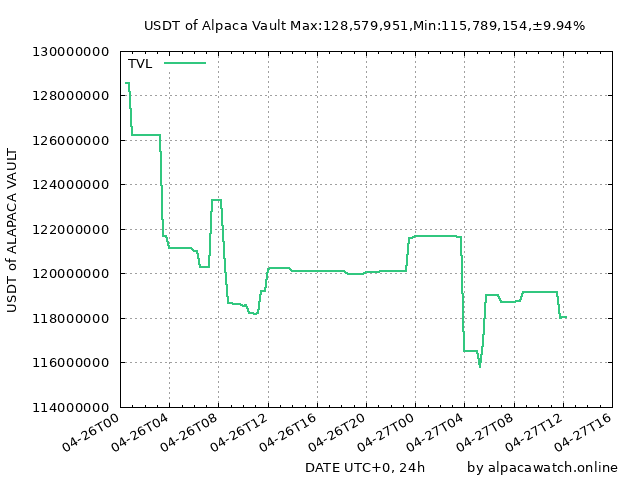 USDT of Alpaca Vault Max:128,579,951,Min:115,789,154,±9.94%
TVL
130000000
128000000
126000000
124000000
122000000
120000000
118000000
116000000
114000000
USDT of ALAPACA VAULT
04-26T00
04-26T04
04-26T08
04-26T12
04-26T16
04-26T20
04-27T00
04-27T04
04-27T08
04-27T12
04-27T16
DATE UTC+0, 24h
by alpacawatch.online